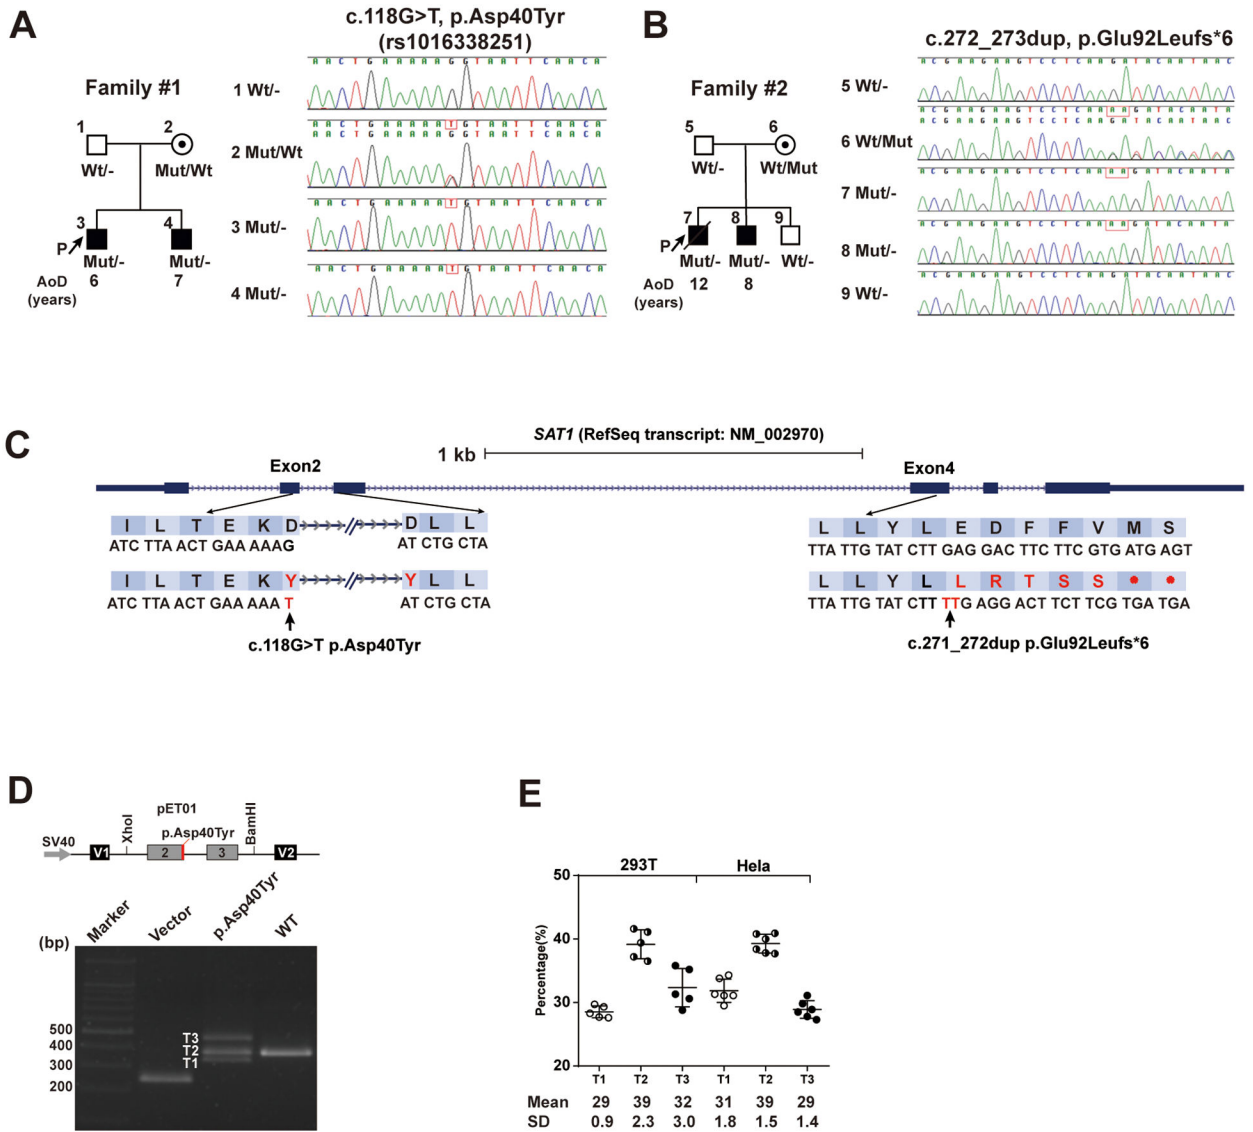 A
c.118G>T, p.Asp40Tyr
(rs1016338251)
Family #1
1
2
Wt/-
Mut/Wt
3
4
P
Mut/-
Mut/-
AoD
(years)
6
7
1 Wt/-
A A C T G A A A A A G G T A A T T C A A C A
2 Mut/Wt
A A C T G A A A A A T G T A A T T C A A C A
A A C T G A A A A A G G T A A T T C A A C A
3 Mut/-
A A C T G A A A A A T G T A A T T C A A C A
4 Mut/-
A A C T G A A A A A T G T A A T T C A A C A
B
c.272_273dup, p.Glu92Leufs*6
Family #2
5
6
Wt/-
Wt/Mut
7
8
9
P
Mut/-
Mut/-
Wt/-
AoD
(years)
12
8
5 Wt/-
A C G A A G A A G T C C T C A A G A T A C A A T A A C
6 Wt/Mut
A C G A A G A A G T C C T C A A A A G A T A C A A T A
A C G A A G A A G T C C T C A A G A T A C A A T A A C
7 Mut/-
A C G A A G A A G T C C T C A A A A G A T A C A A T A
8 Mut/-
A C G A A G A A G T C C T C A A A A G A T A C A A T A
9 Wt/-
A C G A A G A A G T C C T C A A G A T A C A A T A A C
C
SAT1 (RefSeq transcript: NM_002970)
1 kb
Exon2
Exon4
I L T E K D
D L L
ATC TTA ACT GAA AAAG
AT CTG CTA
I L T E K Y
Y L L
ATC TTA ACT GAA AAA T
AT CTG CTA
c.118G>T p.Asp40Tyr
L L Y L E D F F V M S
TTA TTG TAT CTT GAG GAC TTC TTC GTG ATG AGT
L L Y L L R T S S * *
TTA TTG TAT CTT TTG AGG ACT TCT TCG TGA TGA
c.271_272dup p.Glu92Leufs*6
D
pET01
SV40
V1
XhoI
p.Asp40Tyr
2
3
BamHI
V2
(bp)
Marker
Vector
p.Asp40Tyr
WT
500
400
300
200
T3
T2
T1
E
293T
Hela
Percentage(%)
50
40
30
20
T1 T2 T3 T1 T2 T3
Mean 29 39 32 31 39 29
SD 0.9 2.3 3.0 1.8 1.5 1.4